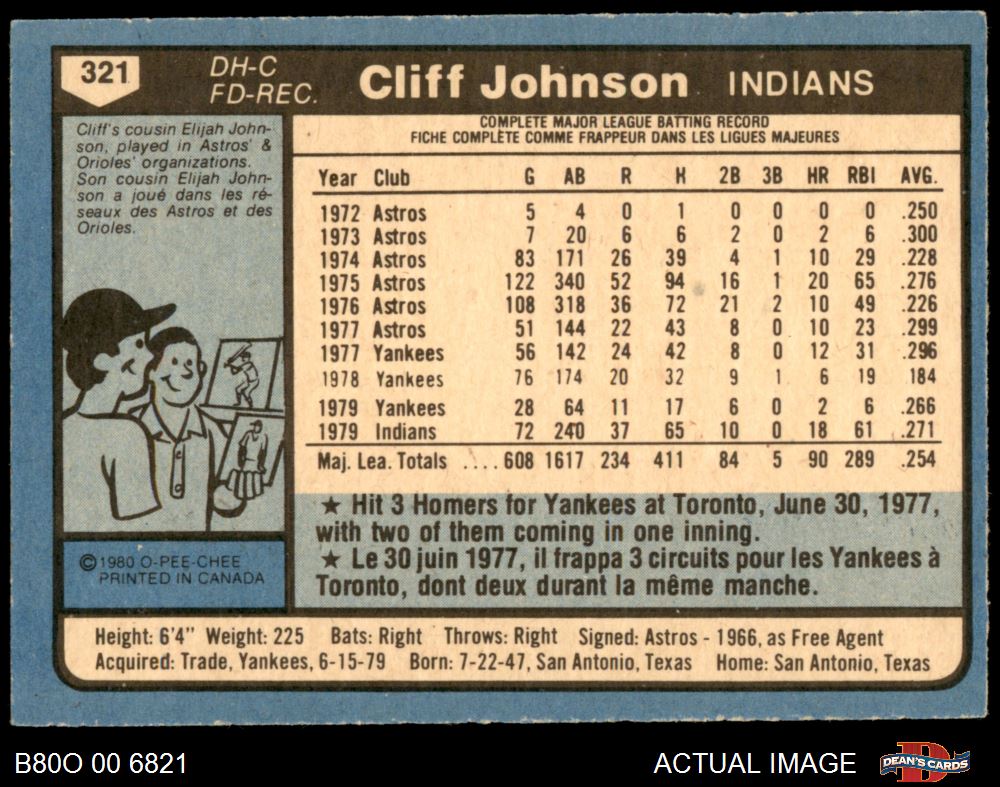 321
DH-C
FD-REC.
Cliff Johnson INDIANS
Cliff's cousin Elijah John-
son, played in Astros' &
Orioles' organizations.
Son cousin Elijah John-
son a joué dans les ré-
seaux des Astros et des
Orioles.
COMPLETE MAJOR LEAGUE BATTING RECORD
FICHE COMPLÈTE COMME FRAPPEUR DANS LES LIGUES MAJEURES
Year Club G AB R H 2B 3B HR RBI AVG.
1972 Astros 5 4 0 1 0 0 0 0 .250
1973 Astros 7 20 6 6 2 0 2 6 .300
1974 Astros 83 171 26 39 4 1 10 29 .228
1975 Astros 122 340 52 94 16 1 20 65 .276
1976 Astros 108 318 36 72 21 2 10 49 .226
1977 Astros 51 144 22 43 8 0 10 23 .299
1977 Yankees 56 142 24 42 8 0 12 31 .296
1978 Yankees 76 174 20 32 9 1 6 19 .184
1979 Yankees 28 64 11 17 6 0 2 6 .266
1979 Indians 72 240 37 65 10 0 18 61 .271
Maj. Lea. Totals ....608 1617 234 411 84 5 90 289 .254
★ Hit 3 Homers for Yankees at Toronto, June 30, 1977,
with two of them coming in one inning.
★ Le 30 juin 1977, il frappa 3 circuits pour les Yankees à
Toronto, dont deux durant la même manche.
©1980 O-PEE-CHEE
PRINTED IN CANADA
Height: 6'4" Weight: 225 Bats: Right Throws: Right Signed: Astros - 1966, as Free Agent
Acquired: Trade, Yankees, 6-15-79 Born: 7-22-47, San Antonio, Texas Home: San Antonio, Texas
B80O 00 6821
ACTUAL IMAGE
DEAN'S CARDS